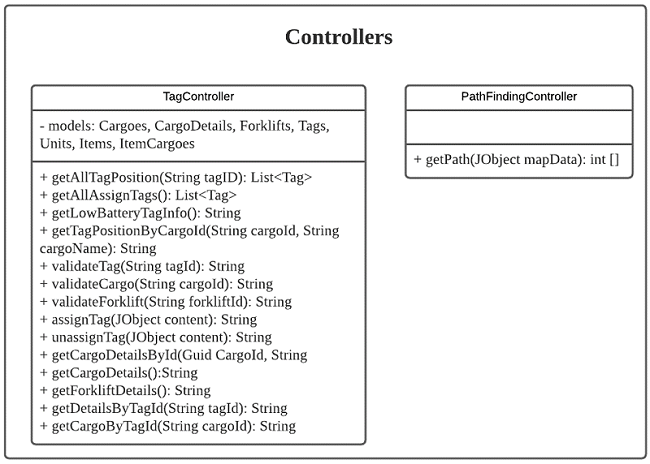 Controllers
TagController
- models: Cargoes, CargoDetails, Forklifts, Tags,
Units, Items, ItemCargoes
+ getAllTagPosition(String tagID): List<Tag>
+ getAllAssignTags(): List<Tag>
+ getLowBatteryTagInfo(): String
+ getTagPositionByCargoId(String cargoId, String
cargoName): String
+ validateTag(String tagId): String
+ validateCargo(String cargoId): String
+ validateForklift(String forkliftId): String
+ assignTag(JObject content): String
+ unassignTag(JObject content): String
+ getCargoDetailsById(Guid CargoId, String
+ getCargoDetails():String
+ getForkliftDetails(): String
+ getDetailsByTagId(String tagId): String
+ getCargoByTagId(String cargoId): String
PathFindingController
+ getPath(JObject mapData): int []